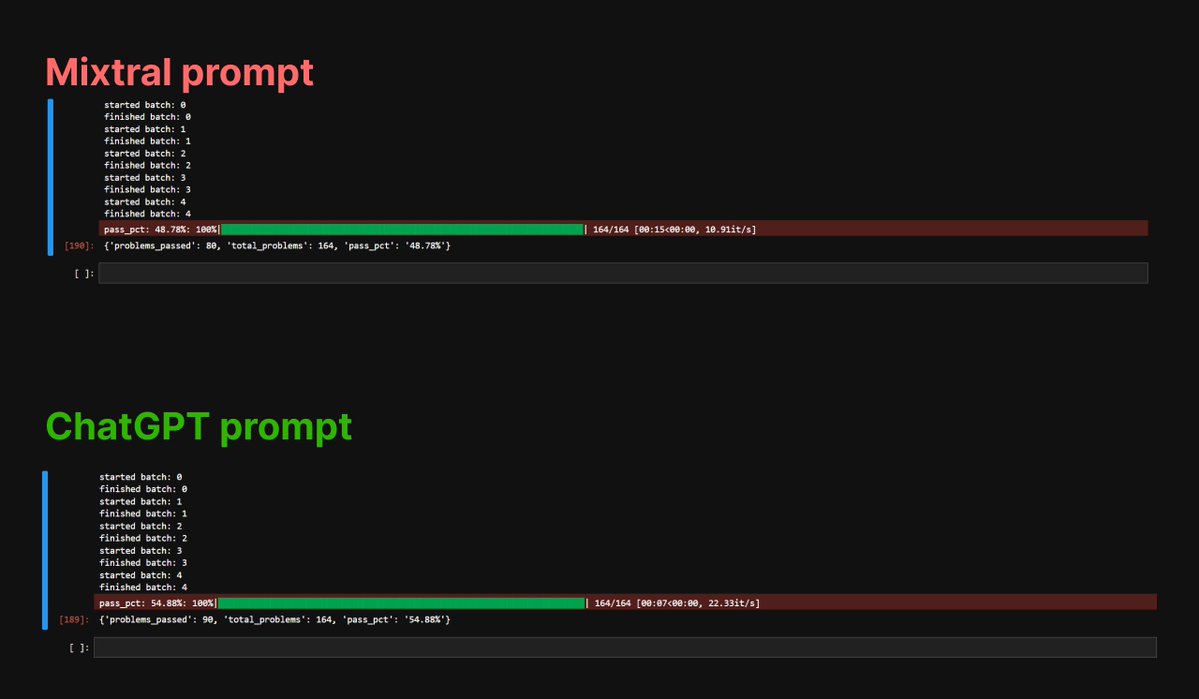 Mixtral prompt
started batch: 0
finished batch: 0
started batch: 1
finished batch: 1
started batch: 2
finished batch: 2
started batch: 3
finished batch: 3
started batch: 4
finished batch: 4
pass_pct: 48.78%: 100%| | 164/164 [00:15<00:00, 10.91it/s]
[190]: {'problems_passed': 80, 'total_problems': 164, 'pass_pct': '48.78%'}
[ ]:
ChatGPT prompt
started batch: 0
finished batch: 0
started batch: 1
finished batch: 1
started batch: 2
finished batch: 2
started batch: 3
finished batch: 3
started batch: 4
finished batch: 4
pass_pct: 54.88%: 100%| | 164/164 [00:07<00:00, 22.33it/s]
[189]: {'problems_passed': 90, 'total_problems': 164, 'pass_pct': '54.88%'}
[ ]: